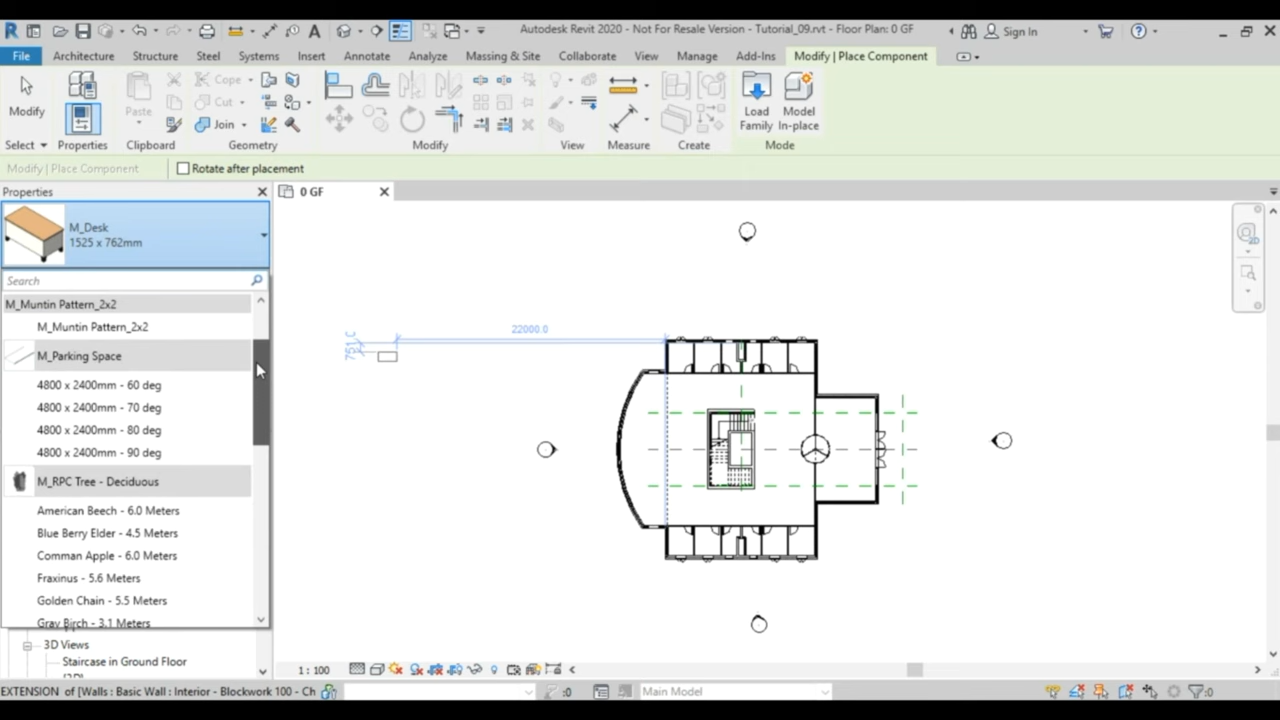 Autodesk Revit 2020 - Not For Resale Version - Tutorial_09.rvt - Floor Plan: 0 GF
Sign In
File Architecture Structure Steel Systems Insert Annotate Analyze Massing & Site Collaborate View Manage Add-Ins Modify | Place Component
Cope
Cut
Join
Modify
Paste
Load Family
Model In-place
Select Properties Clipboard Geometry Modify View Measure Create Mode
Modify | Place Component Rotate after placement
Properties
0 GF
M_Desk
1525 x 762mm
Search
M_Muntin Pattern_2x2
M_Muntin Pattern_2x2
M_Parking Space
4800 x 2400mm - 60 deg
4800 x 2400mm - 70 deg
4800 x 2400mm - 80 deg
4800 x 2400mm - 90 deg
M_RPC Tree - Deciduous
American Beech - 6.0 Meters
Blue Berry Elder - 4.5 Meters
Comman Apple - 6.0 Meters
Fraxinus - 5.6 Meters
Golden Chain - 5.5 Meters
Gray Birch - 3.1 Meters
3D Views
Staircase in Ground Floor
22000.0
2D
1 : 100
EXTENSION of [Walls : Basic Wall : Interior - Blockwork 100 - Ch
:0
Main Model
:0